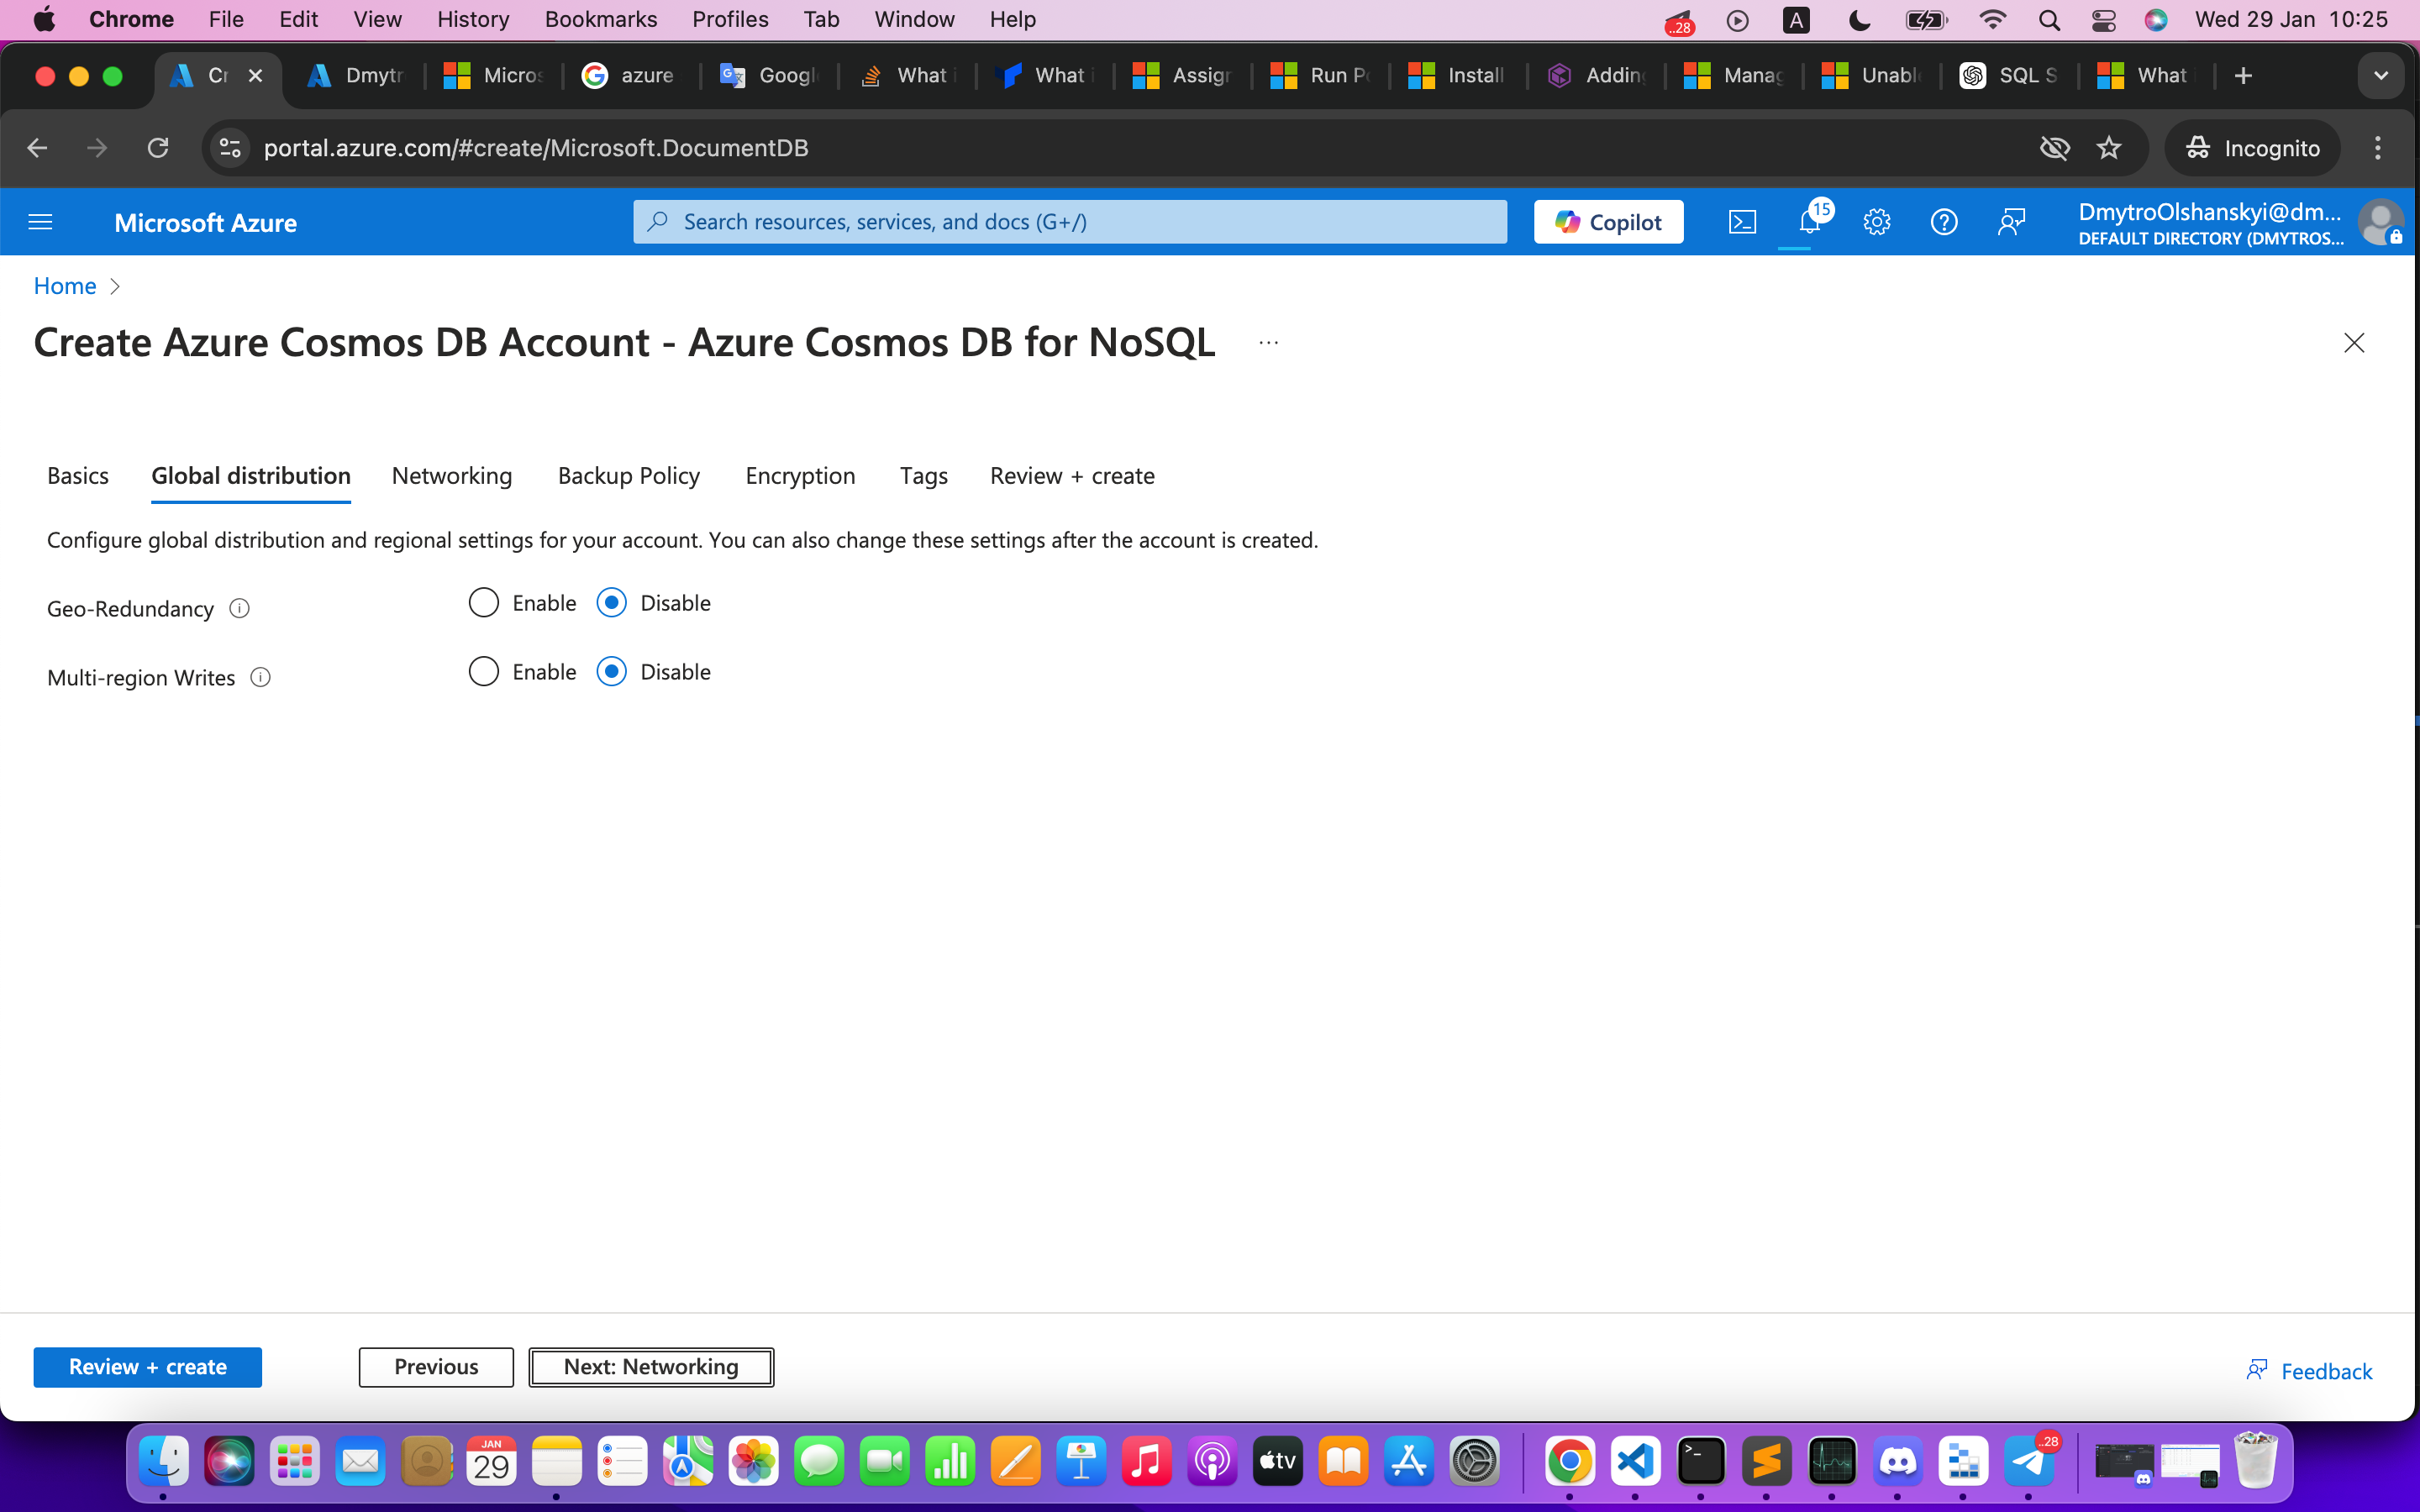 Chrome File Edit View History Bookmarks Profiles Tab Window Help ..28 A Wed 29 Jan 10:25
Cr Dmytr Micros azure Googl What i What i Assign Run Po Install Adding Manag Unabl SQL S What
portal.azure.com/#create/Microsoft.DocumentDB Incognito
Microsoft Azure Search resources, services, and docs (G+/) Copilot 15 DmytroOlshanskyi@dm...
DEFAULT DIRECTORY (DMYTROS...
Home
Create Azure Cosmos DB Account - Azure Cosmos DB for NoSQL ...
Basics Global distribution Networking Backup Policy Encryption Tags Review + create
Configure global distribution and regional settings for your account. You can also change these settings after the account is created.
Geo-Redundancy Enable Disable
Multi-region Writes Enable Disable
Review + create Previous Next: Networking Feedback
JAN
29
tv
..28